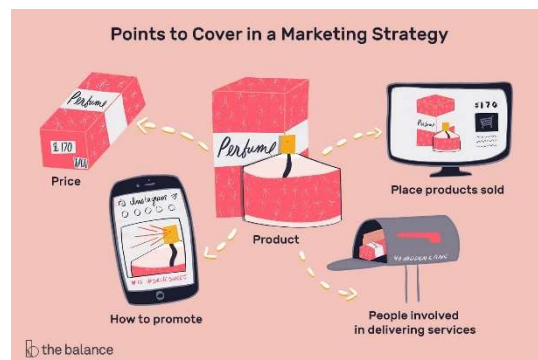 Points to Cover in a Marketing Strategy
Perfume
$170
Price
Perfume
Product
$170
Place products sold
Instagram
How to promote
People involved
in delivering services
the balance